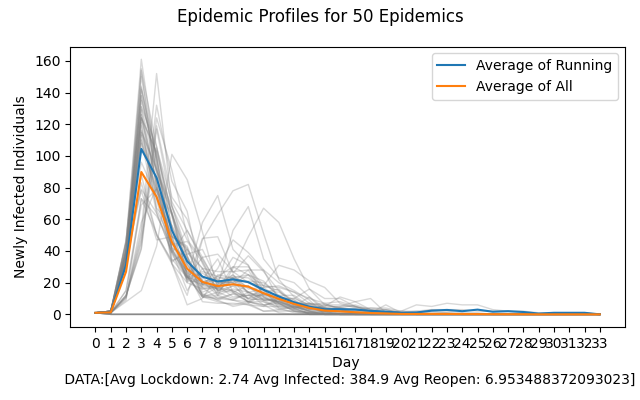 Epidemic Profiles for 50 Epidemics
Average of Running
Average of All
Newly Infected Individuals
160
140
120
100
80
60
40
20
0
0 1 2 3 4 5 6 7 8 9 10 11 12 13 14 15 16 17 18 19 20 21 22 23 24 25 26 27 28 29 30 31 32 33
Day
DATA:[Avg Lockdown: 2.74 Avg Infected: 384.9 Avg Reopen: 6.953488372093023]